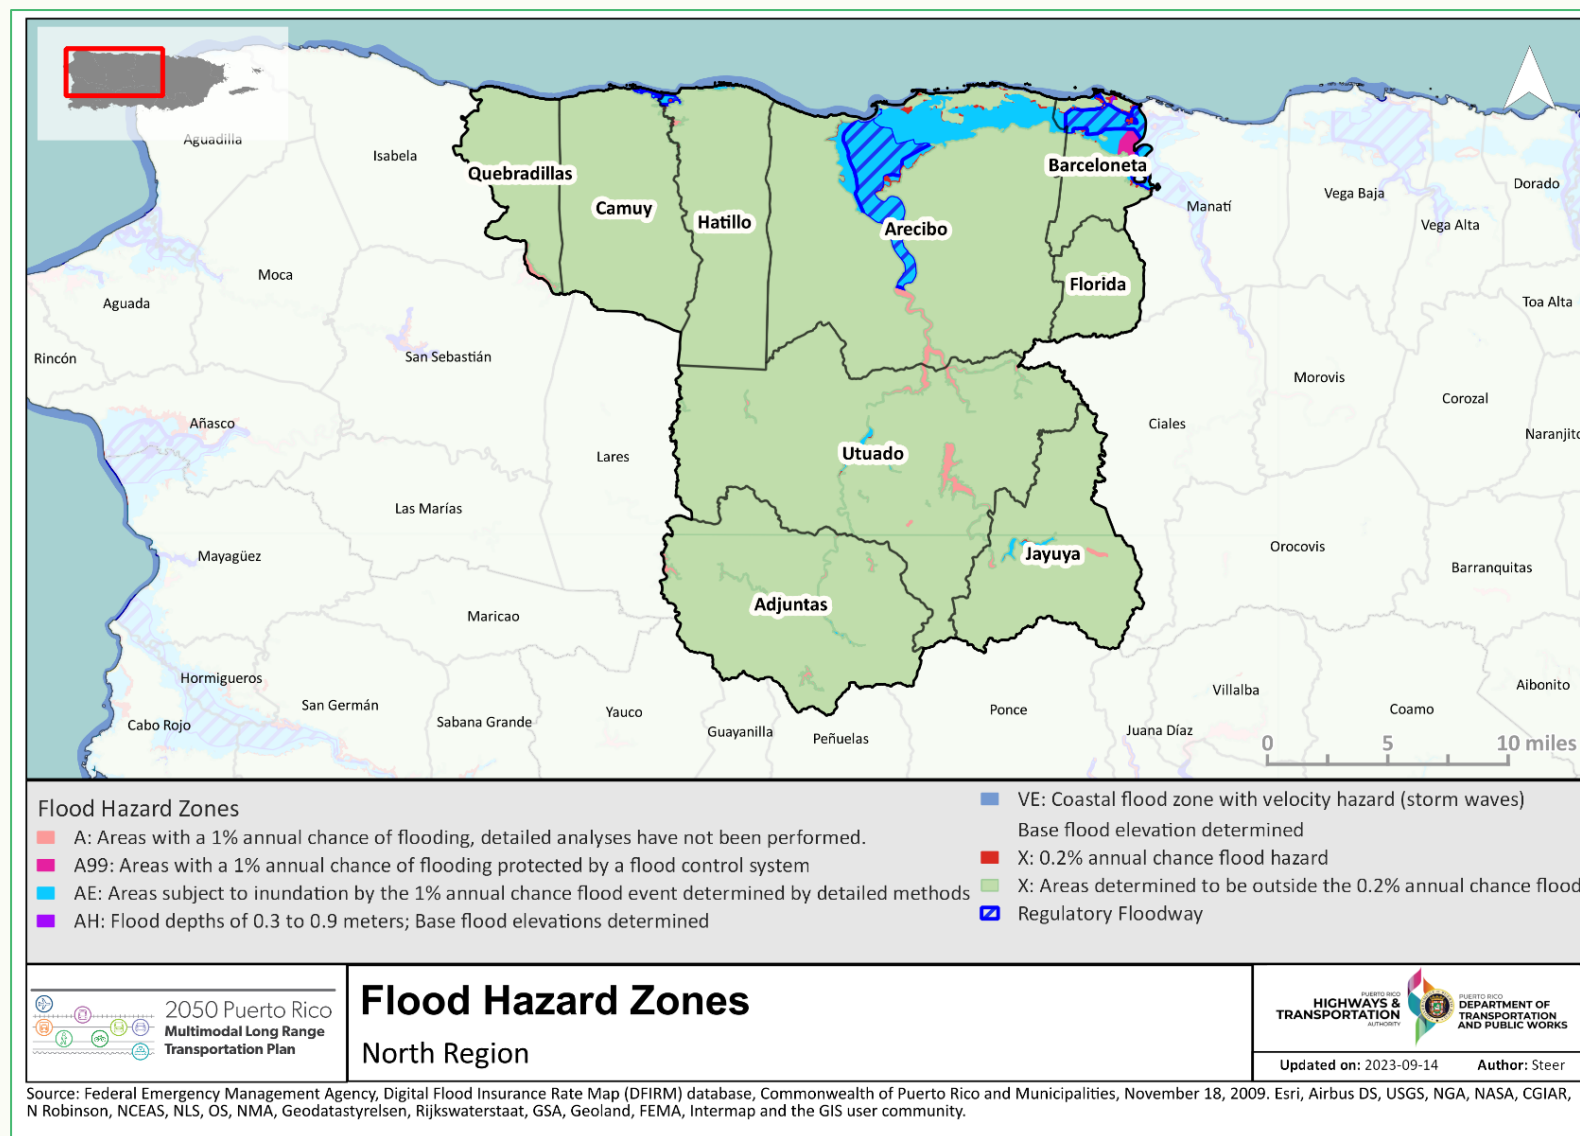 Aguadilla
Isabela
Quebradillas
Camuy
Hatillo
Arecibo
Barceloneta
Manatí
Vega Baja
Dorado
Vega Alta
Moca
Aguada
Florida
Toa Alta
Rincón
San Sebastián
Morovis
Corozal
Añasco
Ciales
Naranjito
Lares
Utuado
Las Marías
Mayagüez
Jayuya
Orocovis
Barranquitas
Maricao
Adjuntas
Hormigueros
San Germán
Sabana Grande
Yauco
Cabo Rojo
Guayanilla
Peñuelas
Ponce
Juana Díaz
Villalba
Coamo
Aibonito
0 5 10 miles
Flood Hazard Zones
A: Areas with a 1% annual chance of flooding, detailed analyses have not been performed.
A99: Areas with a 1% annual chance of flooding protected by a flood control system
AE: Areas subject to inundation by the 1% annual chance flood event determined by detailed methods
AH: Flood depths of 0.3 to 0.9 meters; Base flood elevations determined
VE: Coastal flood zone with velocity hazard (storm waves)
Base flood elevation determined
X: 0.2% annual chance flood hazard
X: Areas determined to be outside the 0.2% annual chance flood
Regulatory Floodway
2050 Puerto Rico
Multimodal Long Range
Transportation Plan
Flood Hazard Zones
North Region
PUERTO RICO
HIGHWAYS &
TRANSPORTATION
AUTHORITY
PUERTO RICO
DEPARTMENT OF
TRANSPORTATION
AND PUBLIC WORKS
Updated on: 2023-09-14 Author: Steer
Source: Federal Emergency Management Agency, Digital Flood Insurance Rate Map (DFIRM) database, Commonwealth of Puerto Rico and Municipalities, November 18, 2009. Esri, Airbus DS, USGS, NGA, NASA, CGIAR,
N Robinson, NCEAS, NLS, OS, NMA, Geodatastyrelsen, Rijkswaterstaat, GSA, Geoland, FEMA, Intermap and the GIS user community.